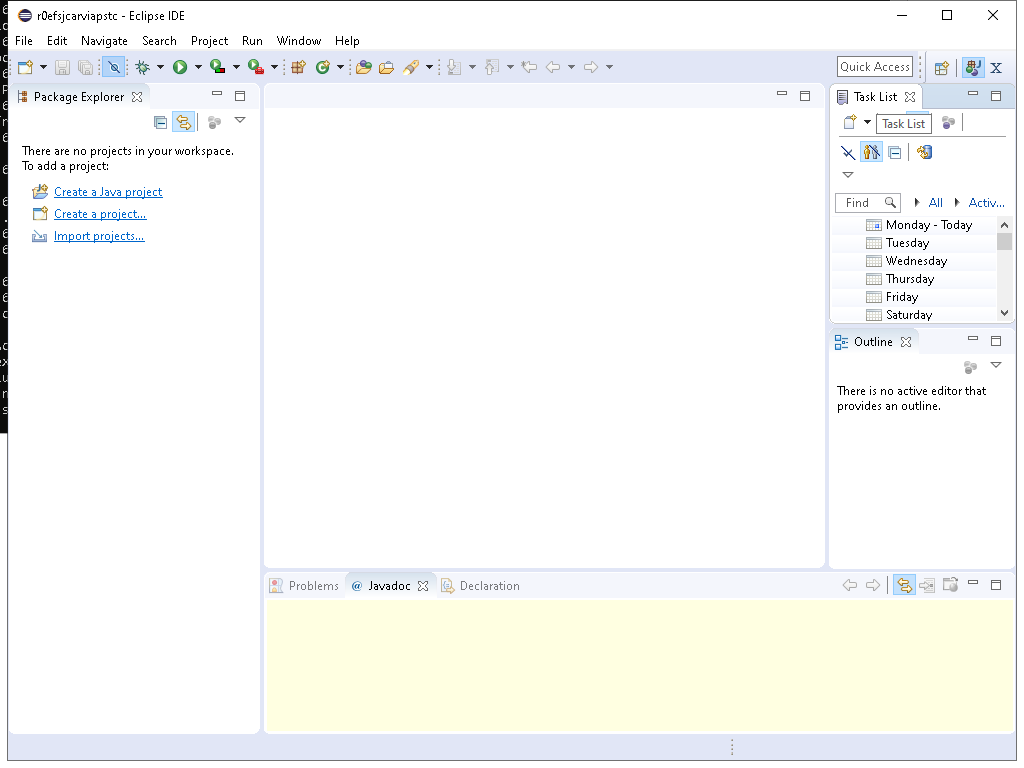 r0efsjcarviapstc - Eclipse IDE
File Edit Navigate Search Project Run Window Help
Quick Access
Package Explorer
Task List
Task List
There are no projects in your workspace.
To add a project:
Create a Java project
Create a project...
Import projects...
Find All Activ...
Monday - Today
Tuesday
Wednesday
Thursday
Friday
Saturday
Outline
There is no active editor that
provides an outline.
Problems @ Javadoc Declaration